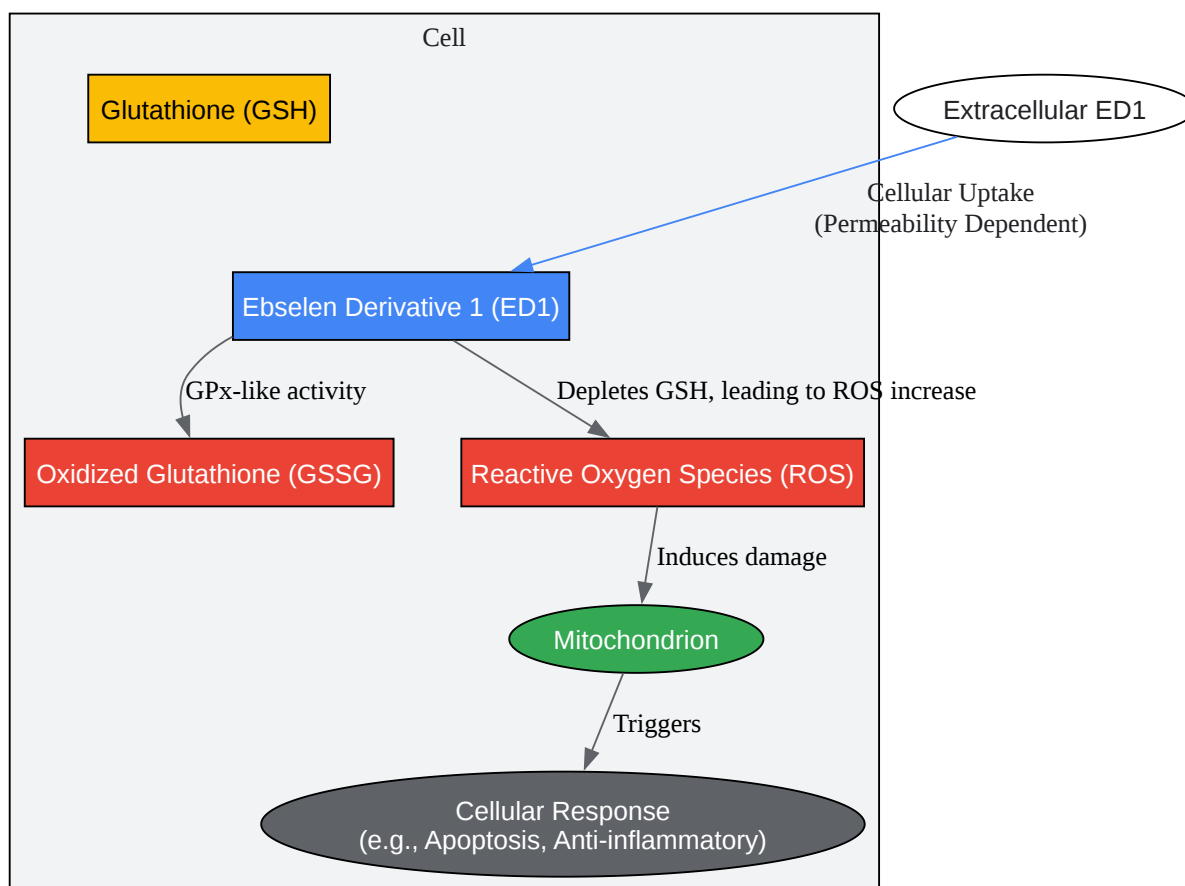 Cell
Glutathione (GSH)
Extracellular ED1
Cellular Uptake
(Permeability Dependent)
Ebselen Derivative 1 (ED1)
GPx-like activity
Depletes GSH, leading to ROS increase
Oxidized Glutathione (GSSG)
Reactive Oxygen Species (ROS)
Induces damage
Mitochondrion
Triggers
Cellular Response
(e.g., Apoptosis, Anti-inflammatory)